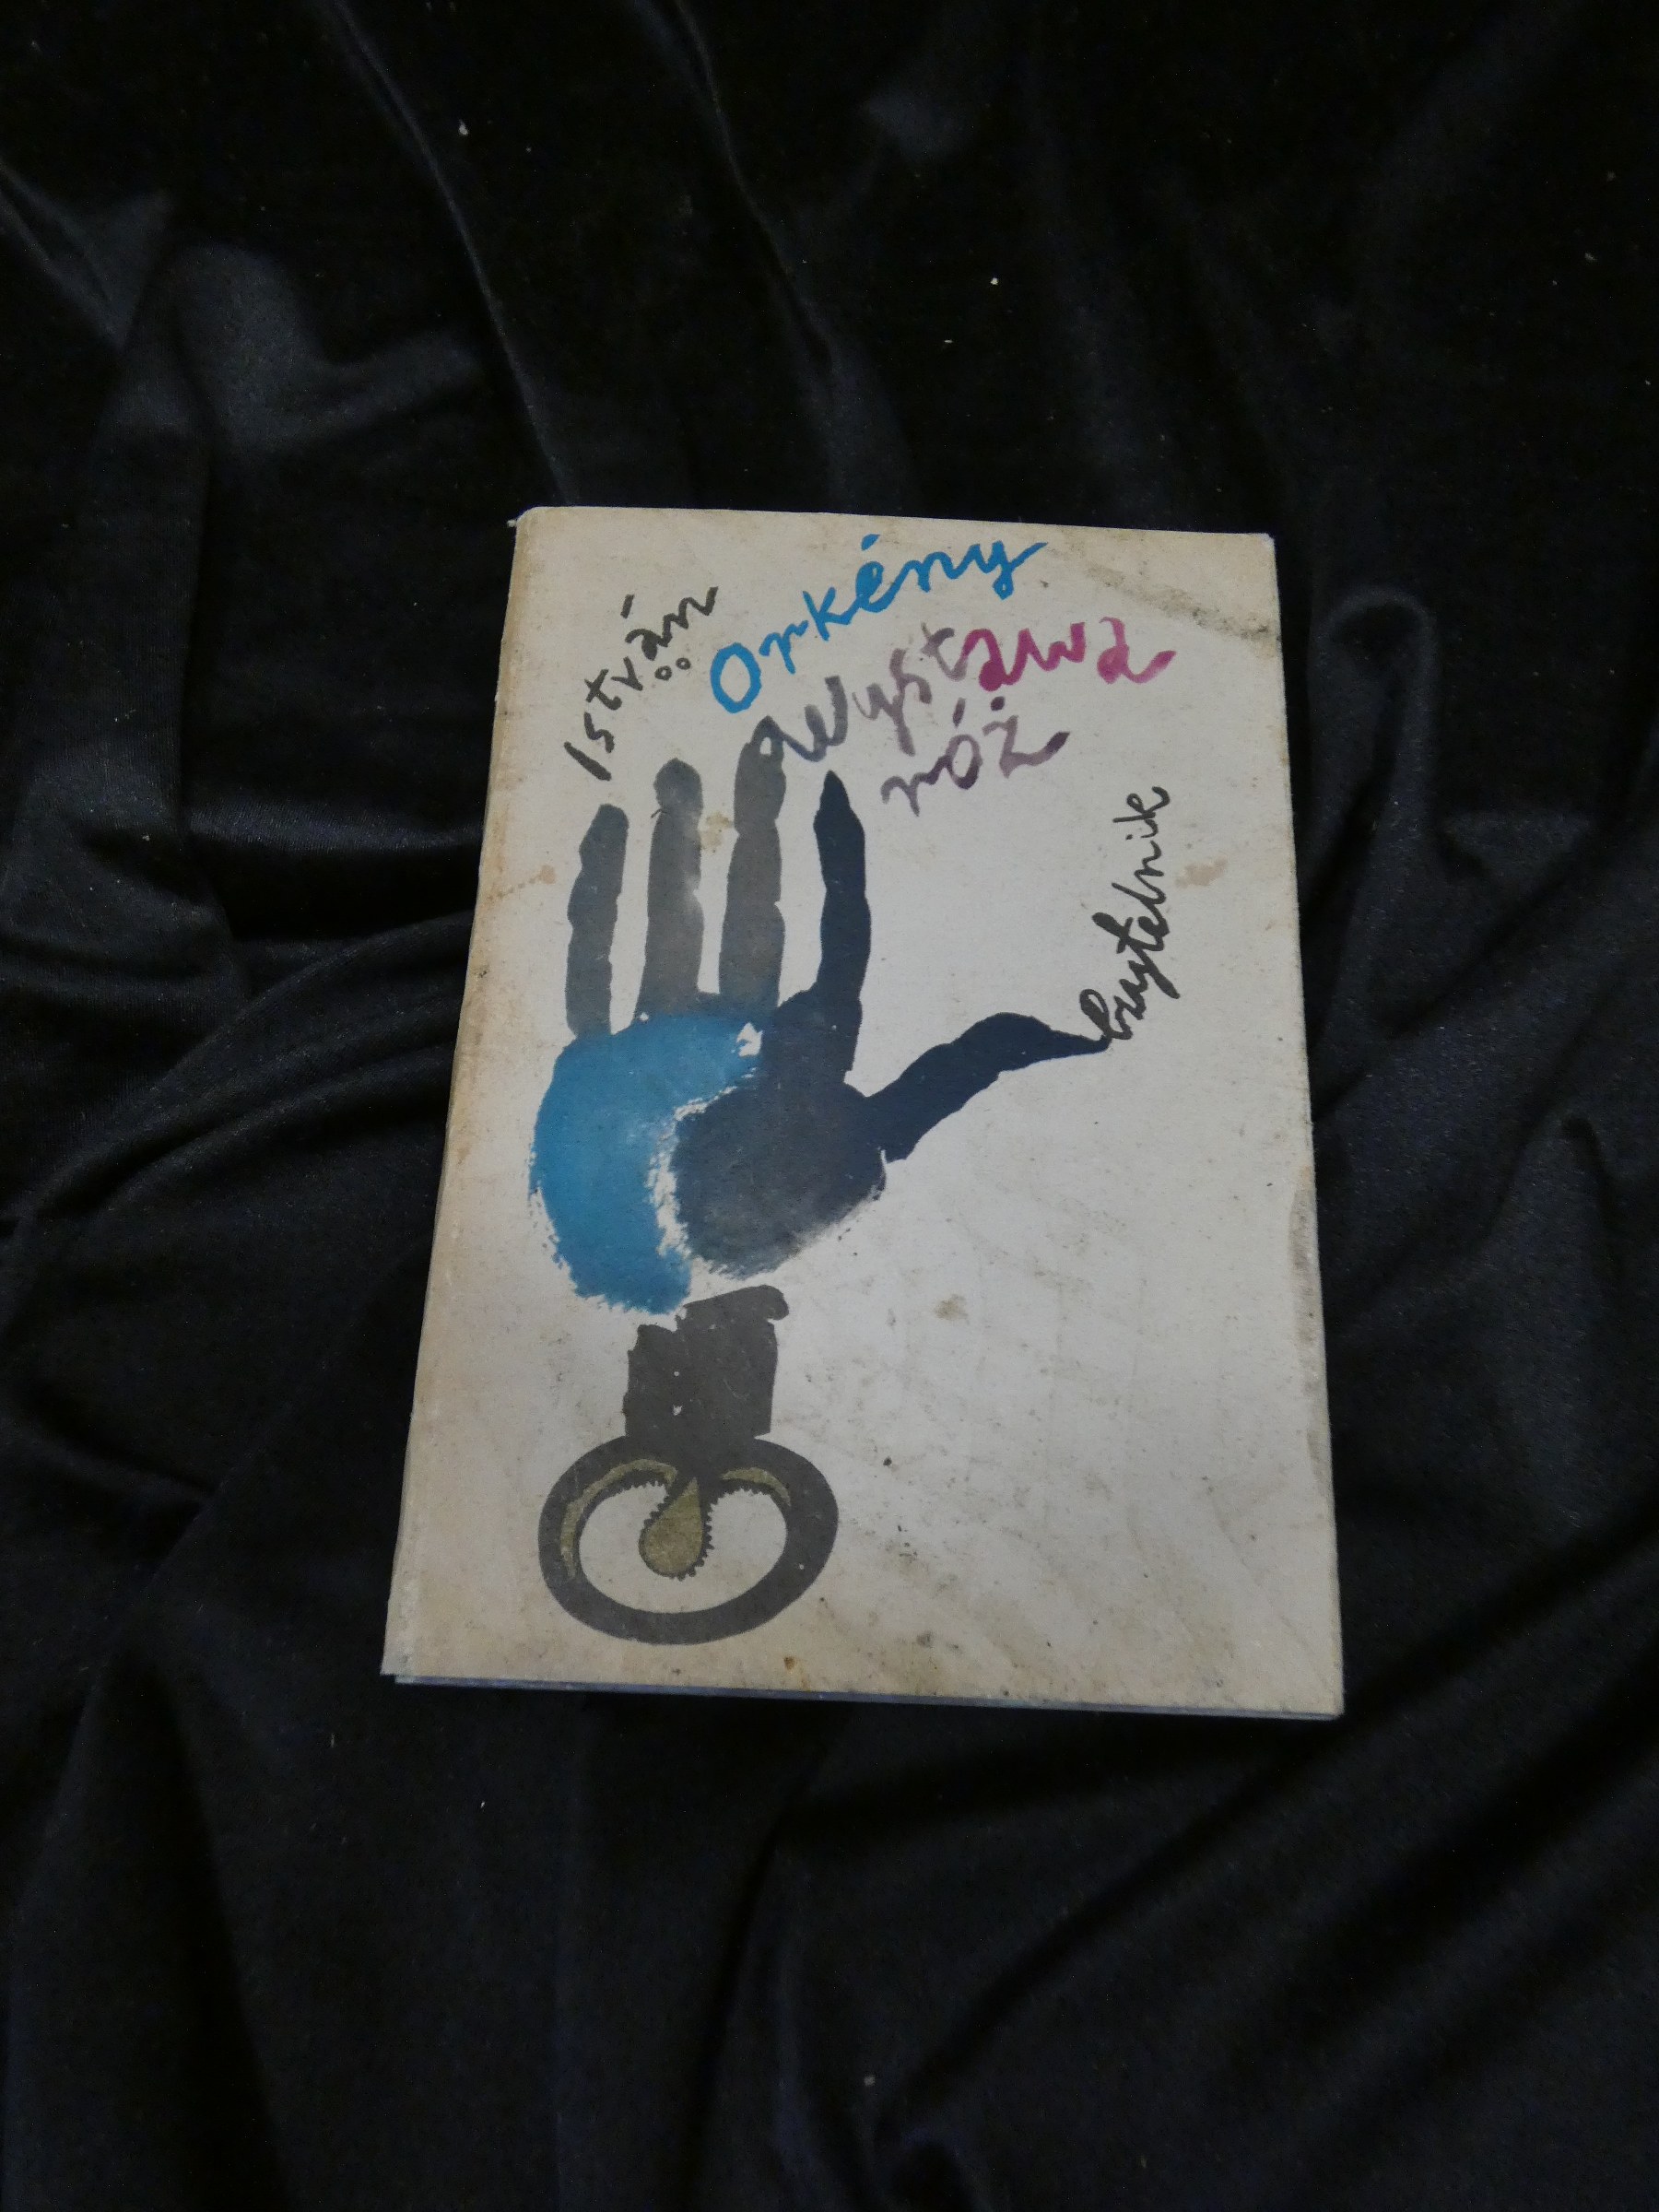 István
Örkény
Wystawa
róż
Czytelnik